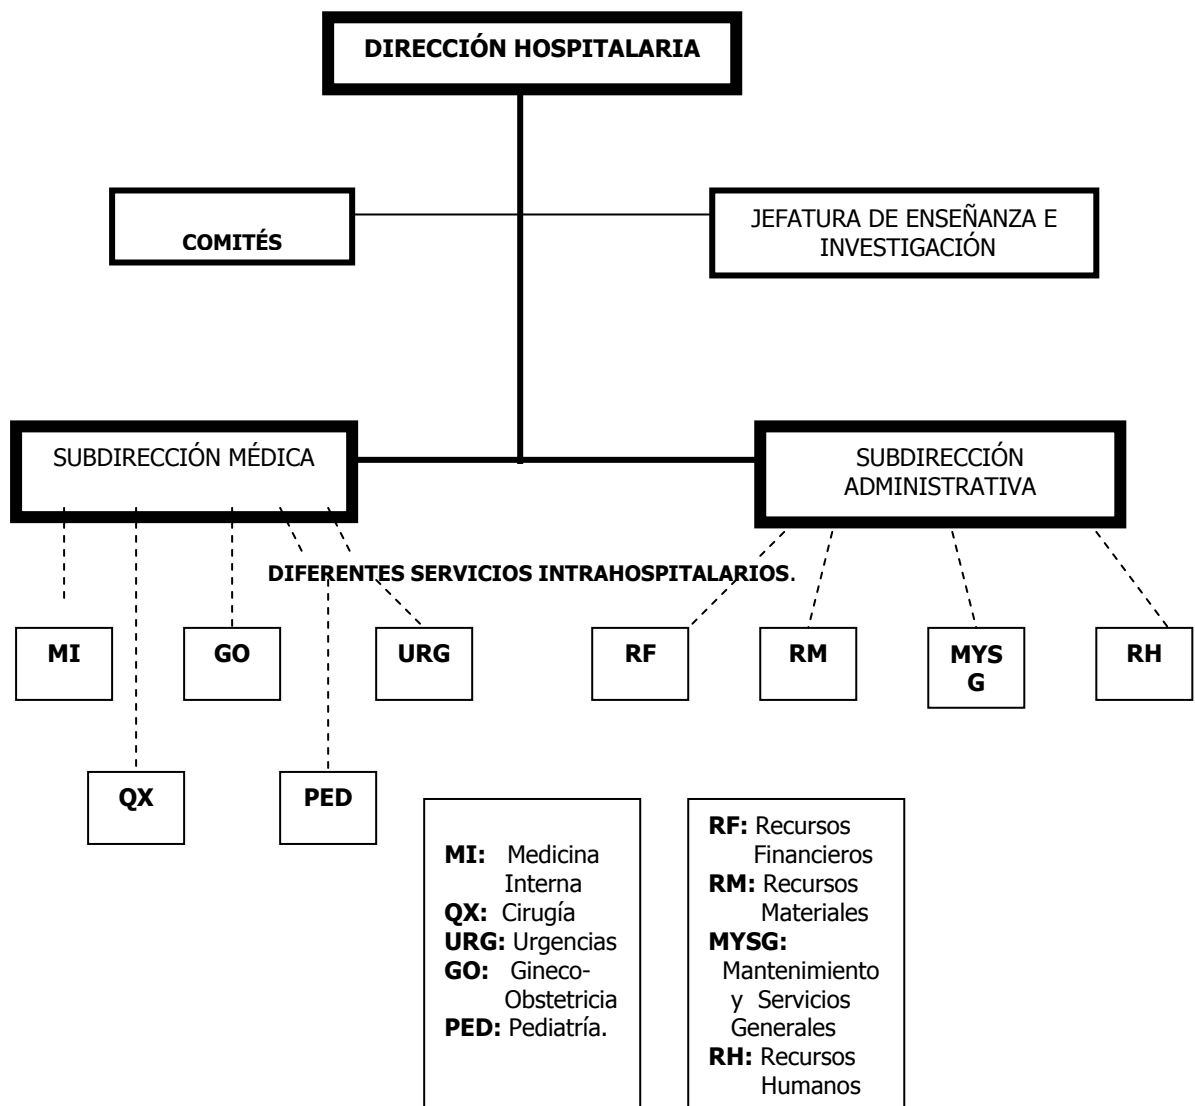 DIRECCIÓN HOSPITALARIA
COMITÉS
JEFATURA DE ENSEÑANZA E
INVESTIGACIÓN
SUBDIRECCIÓN MÉDICA
SUBDIRECCIÓN
ADMINISTRATIVA
DIFERENTES SERVICIOS INTRAHOSPITALARIOS.
MI
GO
URG
RF
RM
MYS
G
RH
QX
PED
MI: Medicina
Interna
QX: Cirugía
URG: Urgencias
GO: Gineco-
Obstetricia
PED: Pediatría.
RF: Recursos
Financieros
RM: Recursos
Materiales
MYSG:
Mantenimiento
y Servicios
Generales
RH: Recursos
Humanos